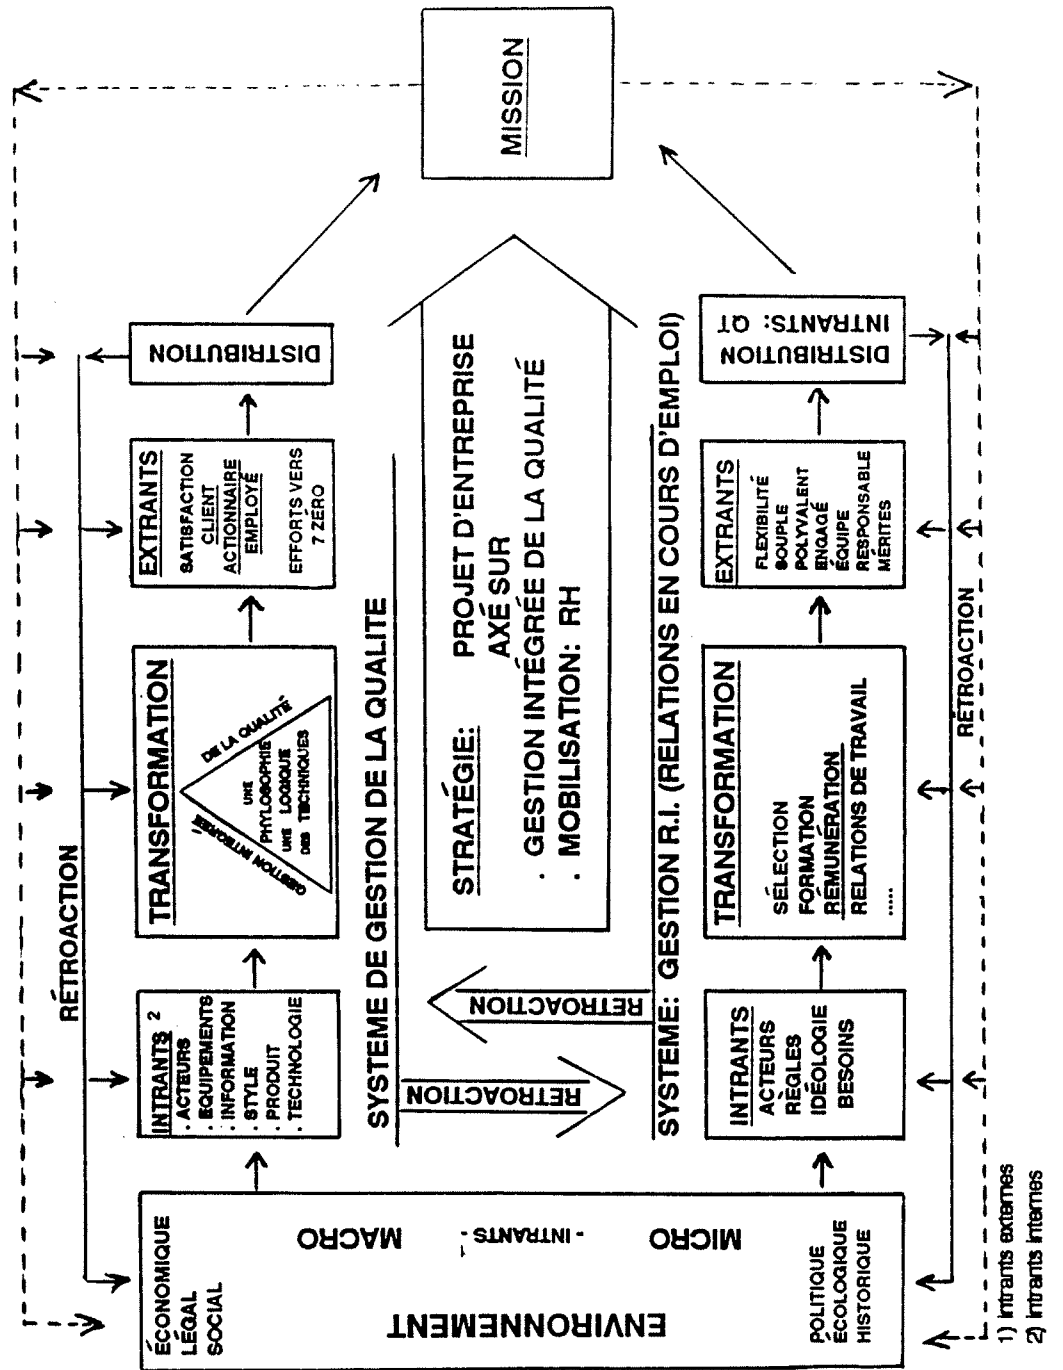 ENVIRONNEMENT
ÉCONOMIQUE
LÉGAL
SOCIAL
MACRO
1
- INTRANTS -
MICRO
POLITIQUE
ÉCOLOGIQUE
HISTORIQUE
RÉTROACTION
INTRANTS 2
. ACTEURS
. EQUIPEMENTS
. INFORMATION
. STYLE
. PRODUIT
. TECHNOLOGIE
TRANSFORMATION
GESTION INTÉGRÉE
DE LA QUALITÉ
UNE
PHYLOSOPHIE
UNE LOGIQUE
DES TECHNIQUES
EXTRANTS
SATISFACTION
CLIENT
ACTIONNAIRE
EMPLOYÉ
EFFORTS VERS
7 ZÉRO
DISTRIBUTION
SYSTEME DE GESTION DE LA QUALITE
RETROACTION
RETROACTION
STRATÉGIE: PROJET D'ENTREPRISE
AXÉ SUR
. GESTION INTÉGRÉE DE LA QUALITÉ
. MOBILISATION: RH
MISSION
SYSTEME: GESTION R.I. (RELATIONS EN COURS D'EMPLOI)
INTRANTS
ACTEURS
RÈGLES
IDÉOLOGIE
BESOINS
TRANSFORMATION
SÉLECTION
FORMATION
RÉMUNÉRATION
RELATIONS DE TRAVAIL
.....
EXTRANTS
FLEXIBILITÉ
SOUPLE
POLYVALENT
ENGAGÉ
ÉQUIPE
RESPONSABLE
MÉRITES
DISTRIBUTION
INTRANTS: QT
RÉTROACTION
1) intrants externes
2) intrants internes